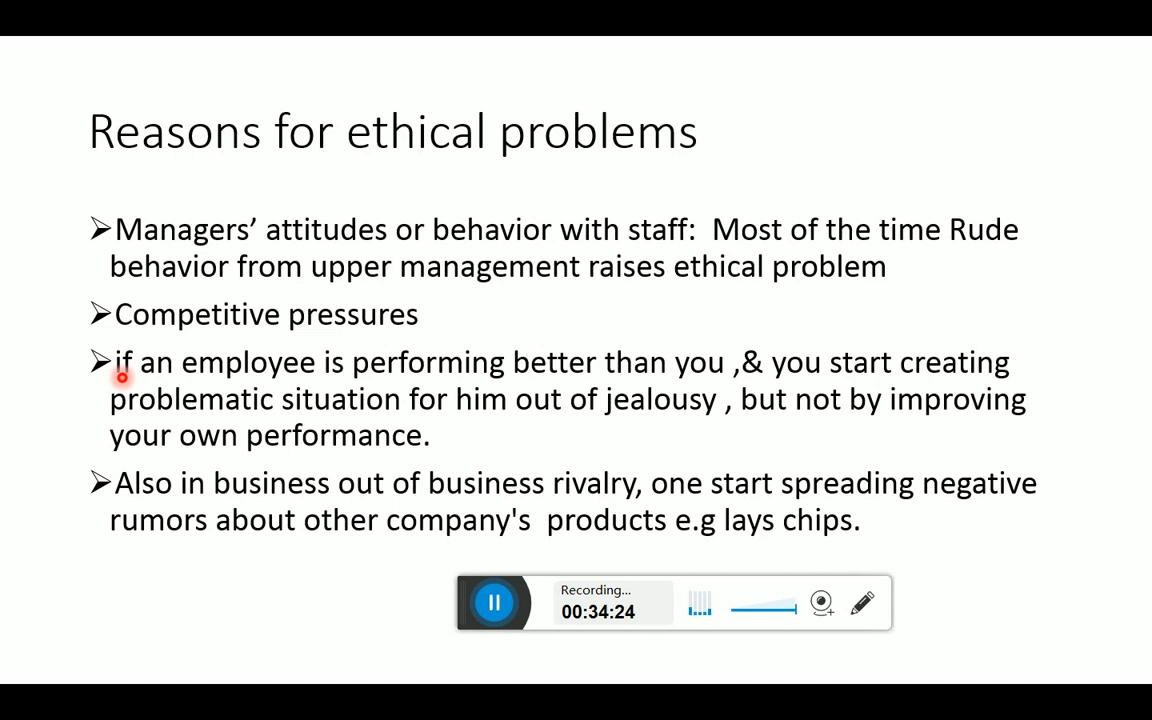 Reasons for ethical problems
➢Managers’ attitudes or behavior with staff:  Most of the time Rude
behavior from upper management raises ethical problem
➢Competitive pressures
➢if an employee is performing better than you ,& you start creating
problematic situation for him out of jealousy , but not by improving
your own performance.
➢Also in business out of business rivalry, one start spreading negative
rumors about other company's  products e.g lays chips.
Recording...
00:34:24